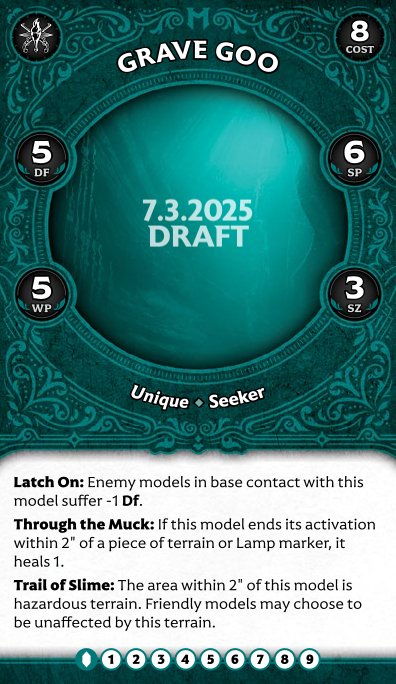 GRAVE GOO
8
COST
5
DF
6
SP
7.3.2025
DRAFT
5
WP
3
SZ
Unique ◆ Seeker
Latch On: Enemy models in base contact with this
model suffer -1 Df.
Through the Muck: If this model ends its activation
within 2" of a piece of terrain or Lamp marker, it
heals 1.
Trail of Slime: The area within 2" of this model is
hazardous terrain. Friendly models may choose to
be unaffected by this terrain.
1 2 3 4 5 6 7 8 9